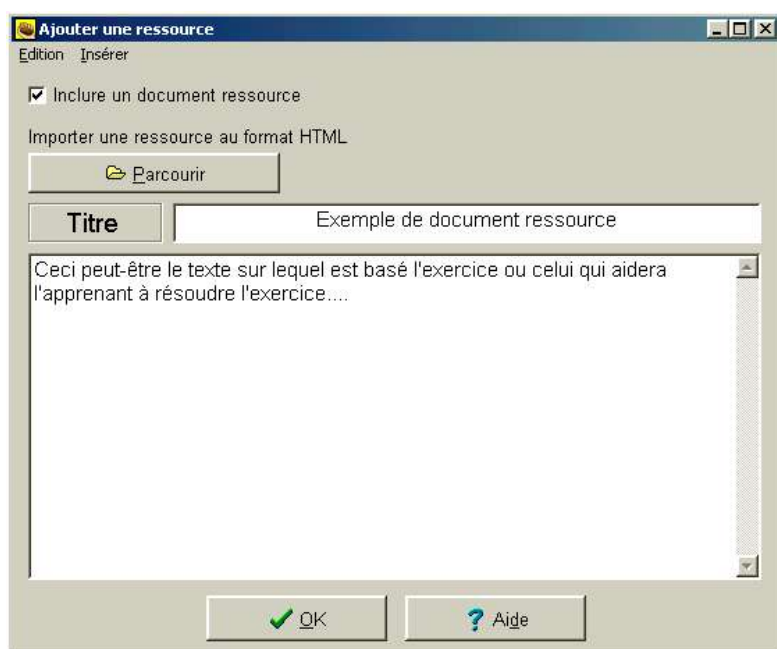 Ajouter une ressource
Edition Insérer
Inclure un document ressource
Importer une ressource au format HTML
Parcourir
Titre
Exemple de document ressource
Ceci peut-être le texte sur lequel est basé l'exercice ou celui qui aidera
l'apprenant à résoudre l'exercice....
OK
Aide